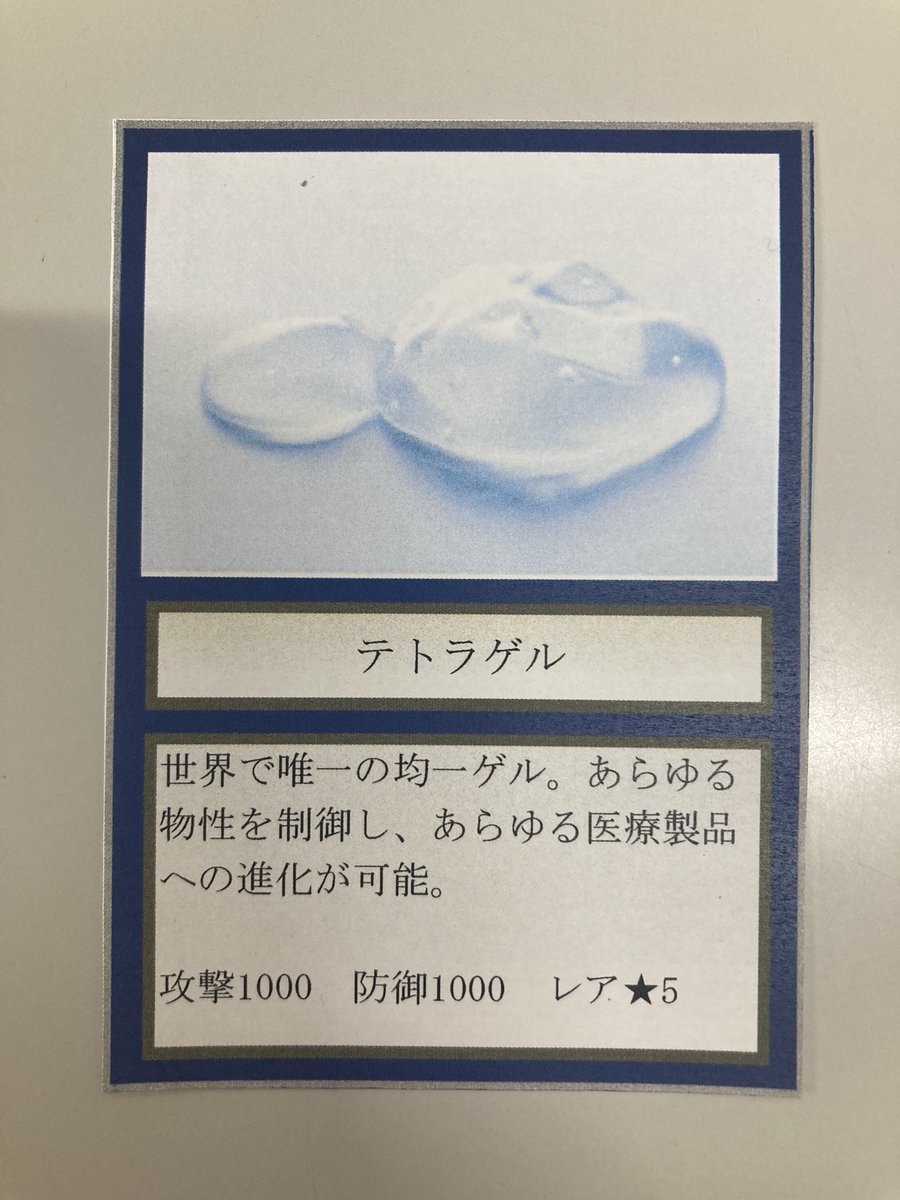 テトラゲル
世界で唯一の均一ゲル。あらゆる
物性を制御し、あらゆる医療製品
への進化が可能。
攻撃1000　防御1000　レア★5